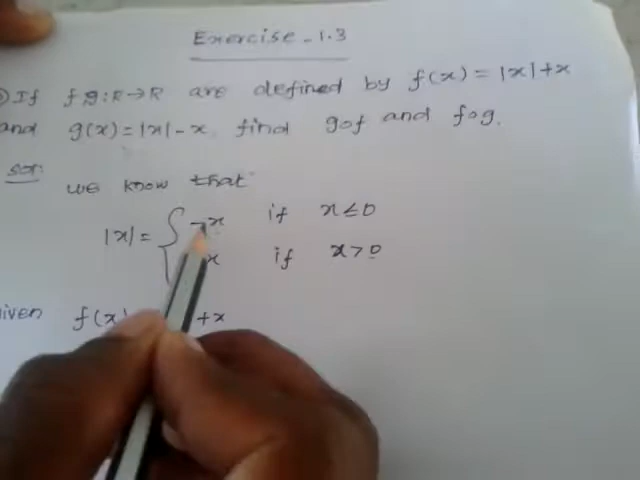 Exercise - 1.3
If f,g:R→R are defined by f(x) = |x|+x
and g(x) = |x|-x, find gof and fog.
Sol:
we know that
|x| = { -x if x≤0
x if x>0
Given f(x) +x